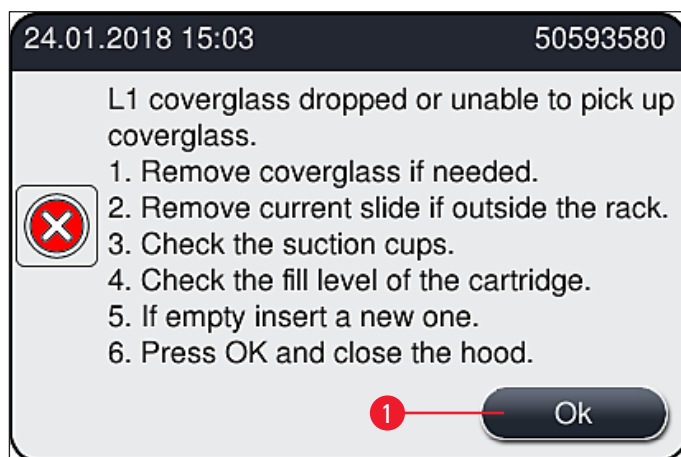 24.01.2018 15:03 50593580
L1 coverglass dropped or unable to pick up
coverglass.
1. Remove coverglass if needed.
2. Remove current slide if outside the rack.
3. Check the suction cups.
4. Check the fill level of the cartridge.
5. If empty insert a new one.
6. Press OK and close the hood.
1 Ok